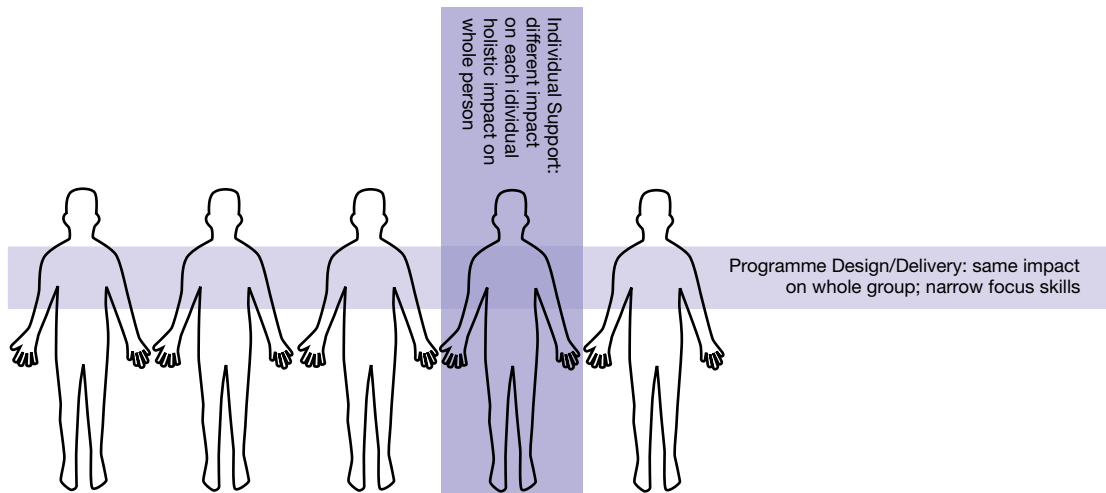 Individual Support:
different impact
on each idividual
holistic impact on
whole person
Programme Design/Delivery: same impact
on whole group; narrow focus skills